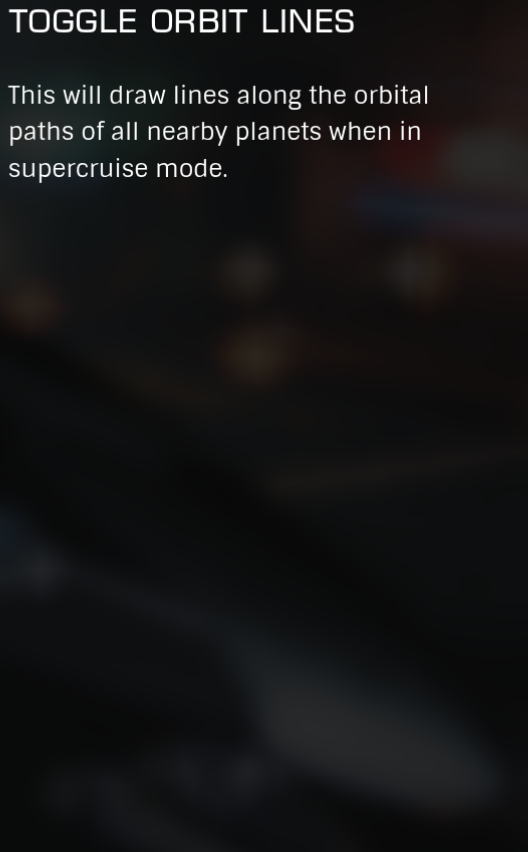 TOGGLE ORBIT LINES
This will draw lines along the orbital
paths of all nearby planets when in
supercruise mode.